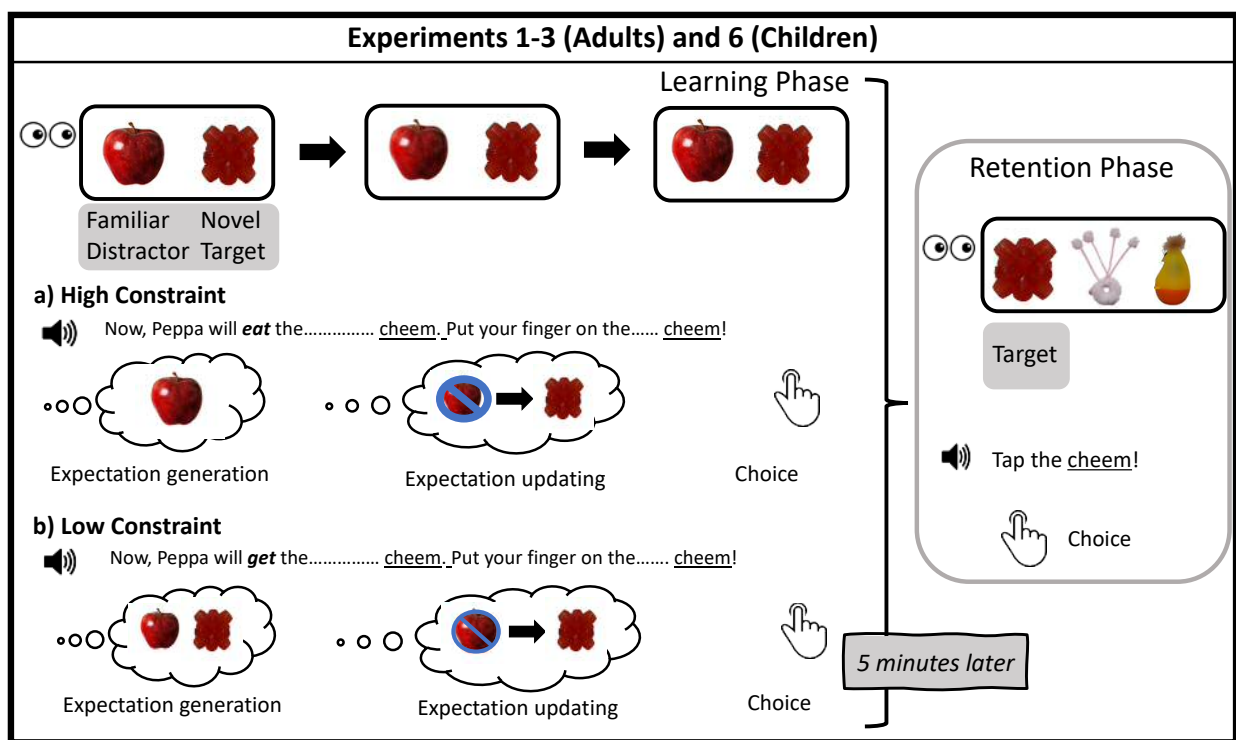 Experiments 1-3 (Adults) and 6 (Children)
Learning Phase
Familiar Novel
Distractor Target
a) High Constraint
Now, Peppa will eat the…………… cheem. Put your finger on the…… cheem!
Expectation generation
Expectation updating
Choice
b) Low Constraint
Now, Peppa will get the……………. cheem. Put your finger on the……. cheem!
Expectation generation
Expectation updating
Choice
5 minutes later
Retention Phase
Target
Tap the cheem!
Choice